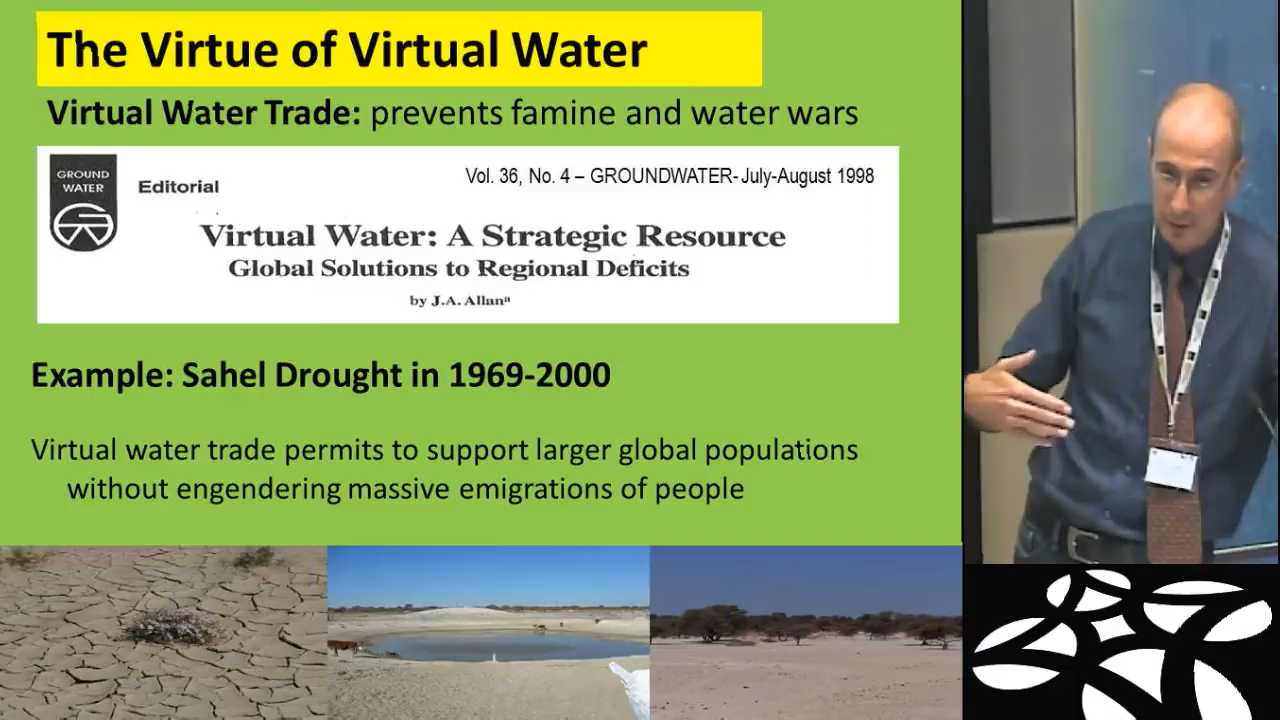 The Virtue of Virtual Water
Virtual Water Trade: prevents famine and water wars
GROUND
WATER
Editorial
Vol. 36, No. 4 – GROUNDWATER- July-August 1998
Virtual Water: A Strategic Resource
Global Solutions to Regional Deficits
by J.A. Allanª
Example: Sahel Drought in 1969-2000
Virtual water trade permits to support larger global populations
without engendering massive emigrations of people